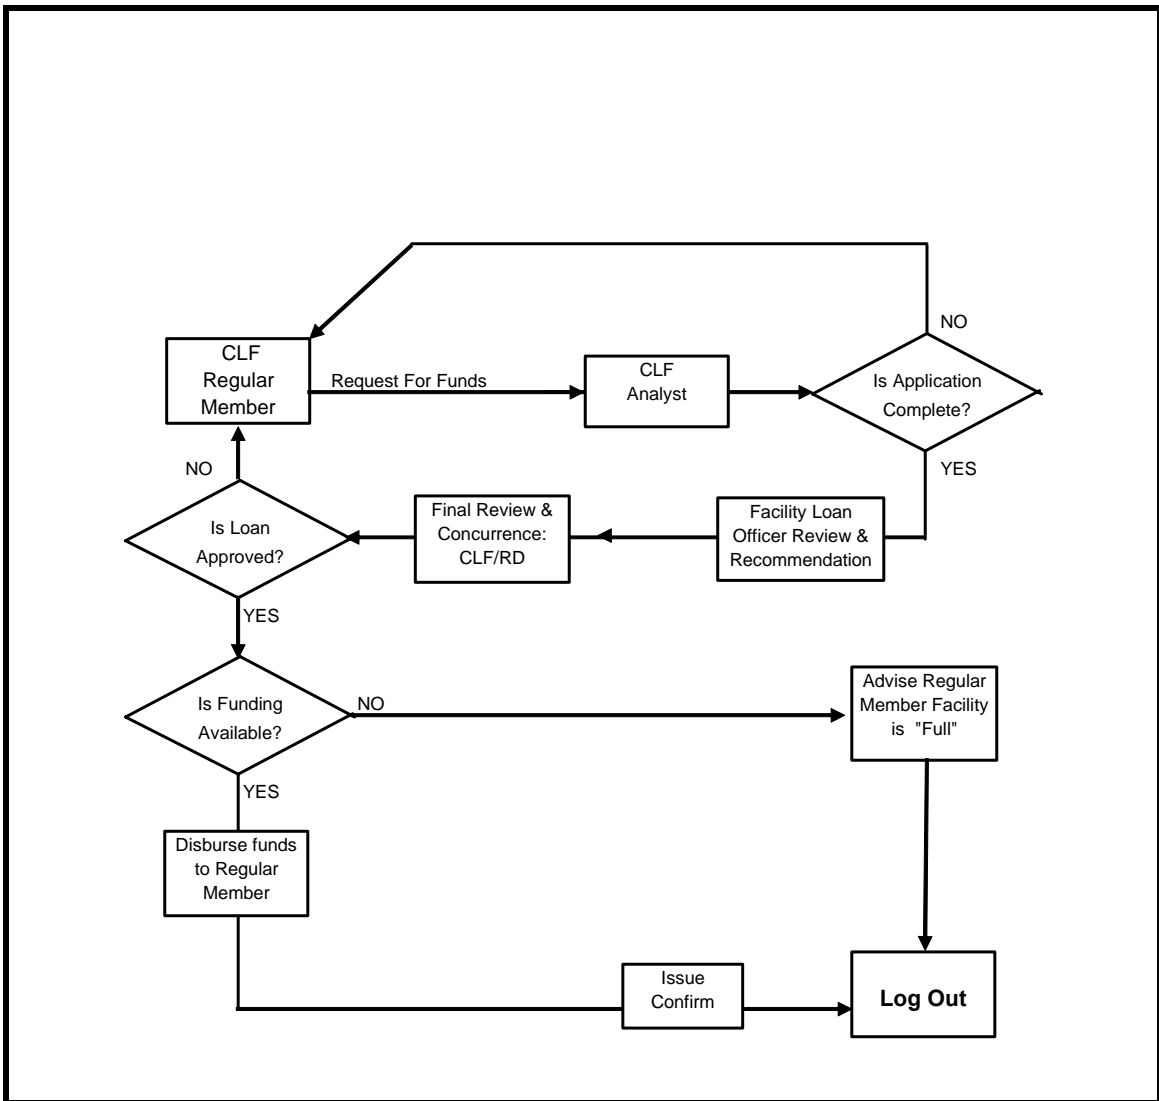 NO
CLF
Regular
Member
Request For Funds
CLF
Analyst
Is Application
Complete?
NO
YES
Is Loan
Approved?
Final Review &
Concurrence:
CLF/RD
Facility Loan
Officer Review &
Recommendation
YES
Is Funding
Available?
NO
Advise Regular
Member Facility
is "Full"
YES
Disburse funds
to Regular
Member
Issue
Confirm
Log Out